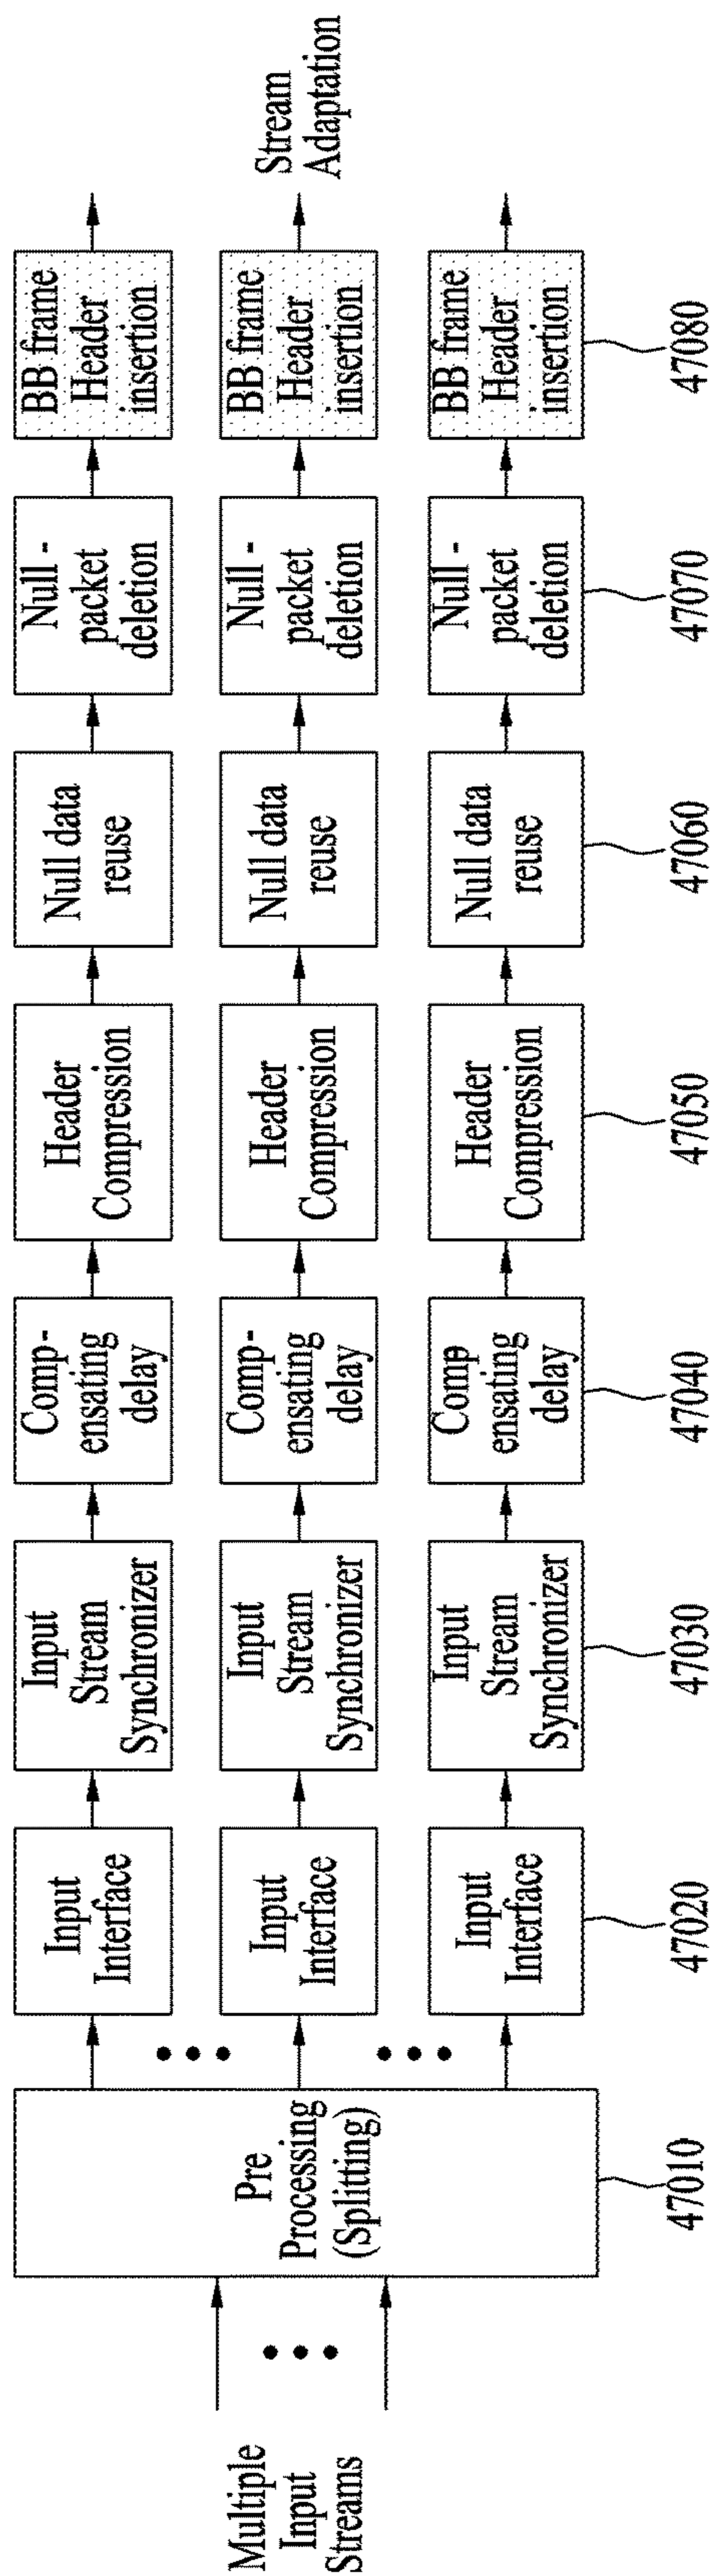 Multiple
Input
Streams
Pre
Processing
(Splitting)
47010
Input
Interface
Input
Stream
Synchronizer
Comp-
ensating
delay
Header
Compression
Null data
reuse
Null -
packet
deletion
BB frame
Header
insertion
Input
Interface
Input
Stream
Synchronizer
Comp-
ensating
delay
Header
Compression
Null data
reuse
Null -
packet
deletion
BB frame
Header
insertion
Stream
Adaptation
Input
Interface
Input
Stream
Synchronizer
Comp
ensating
delay
Header
Compression
Null data
reuse
Null -
packet
deletion
BB frame
Header
insertion
47020
47030
47040
47050
47060
47070
47080